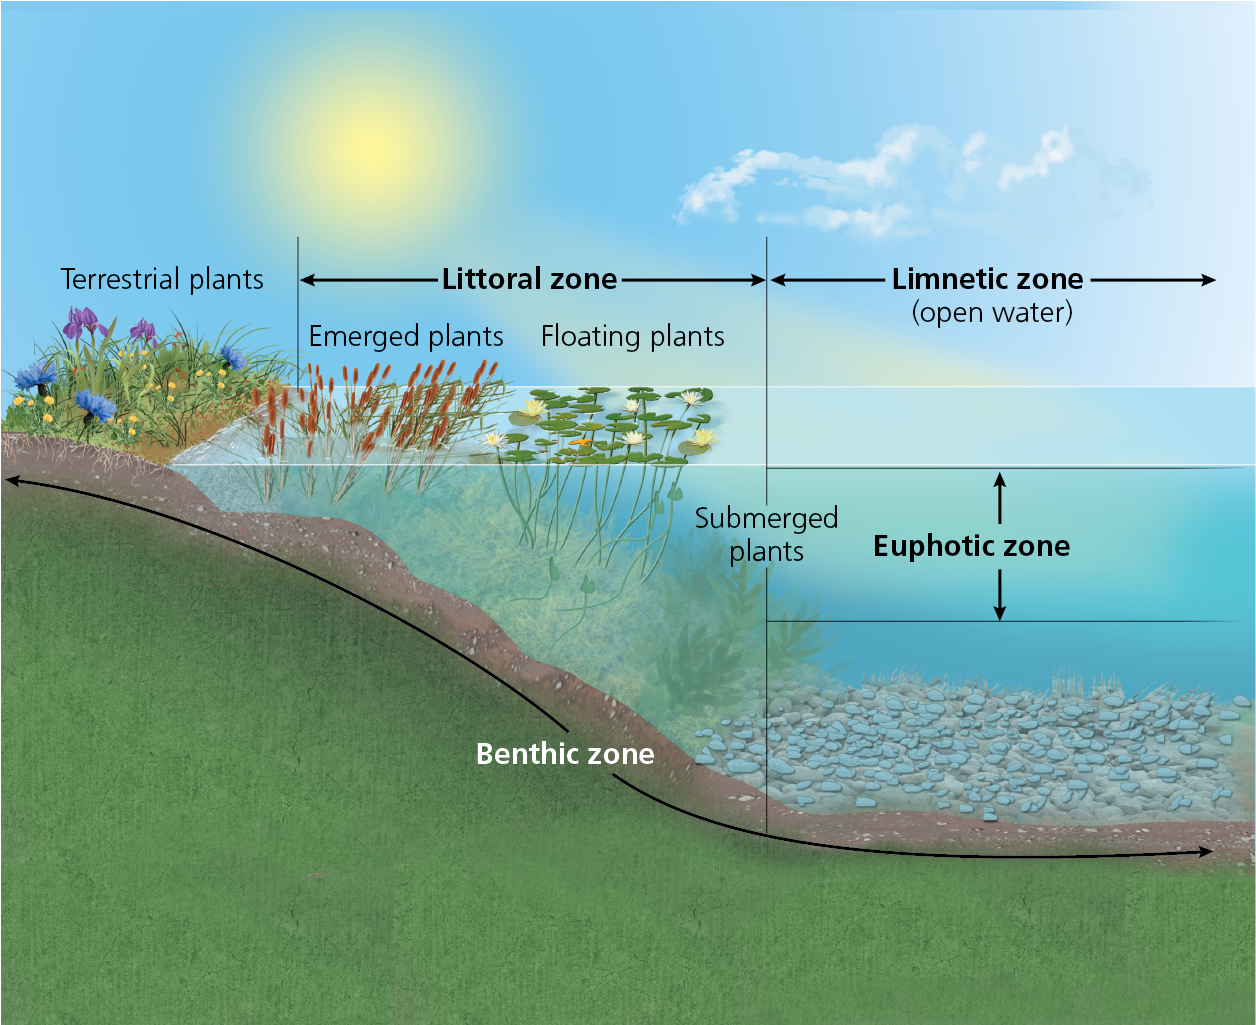 Terrestrial plants
Littoral zone
Limnetic zone
(open water)
Emerged plants
Floating plants
Submerged
plants
Euphotic zone
Benthic zone